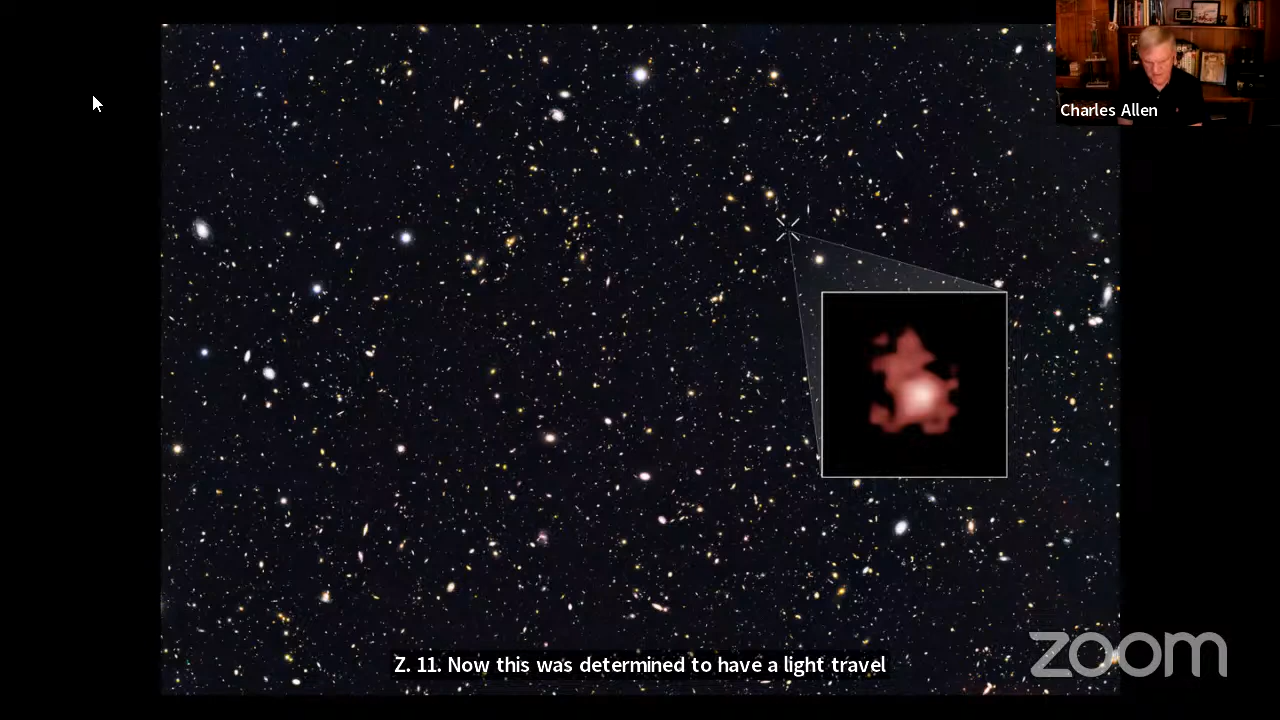 Charles Allen
zoom
Z. 11. Now this was determined to have a light travel